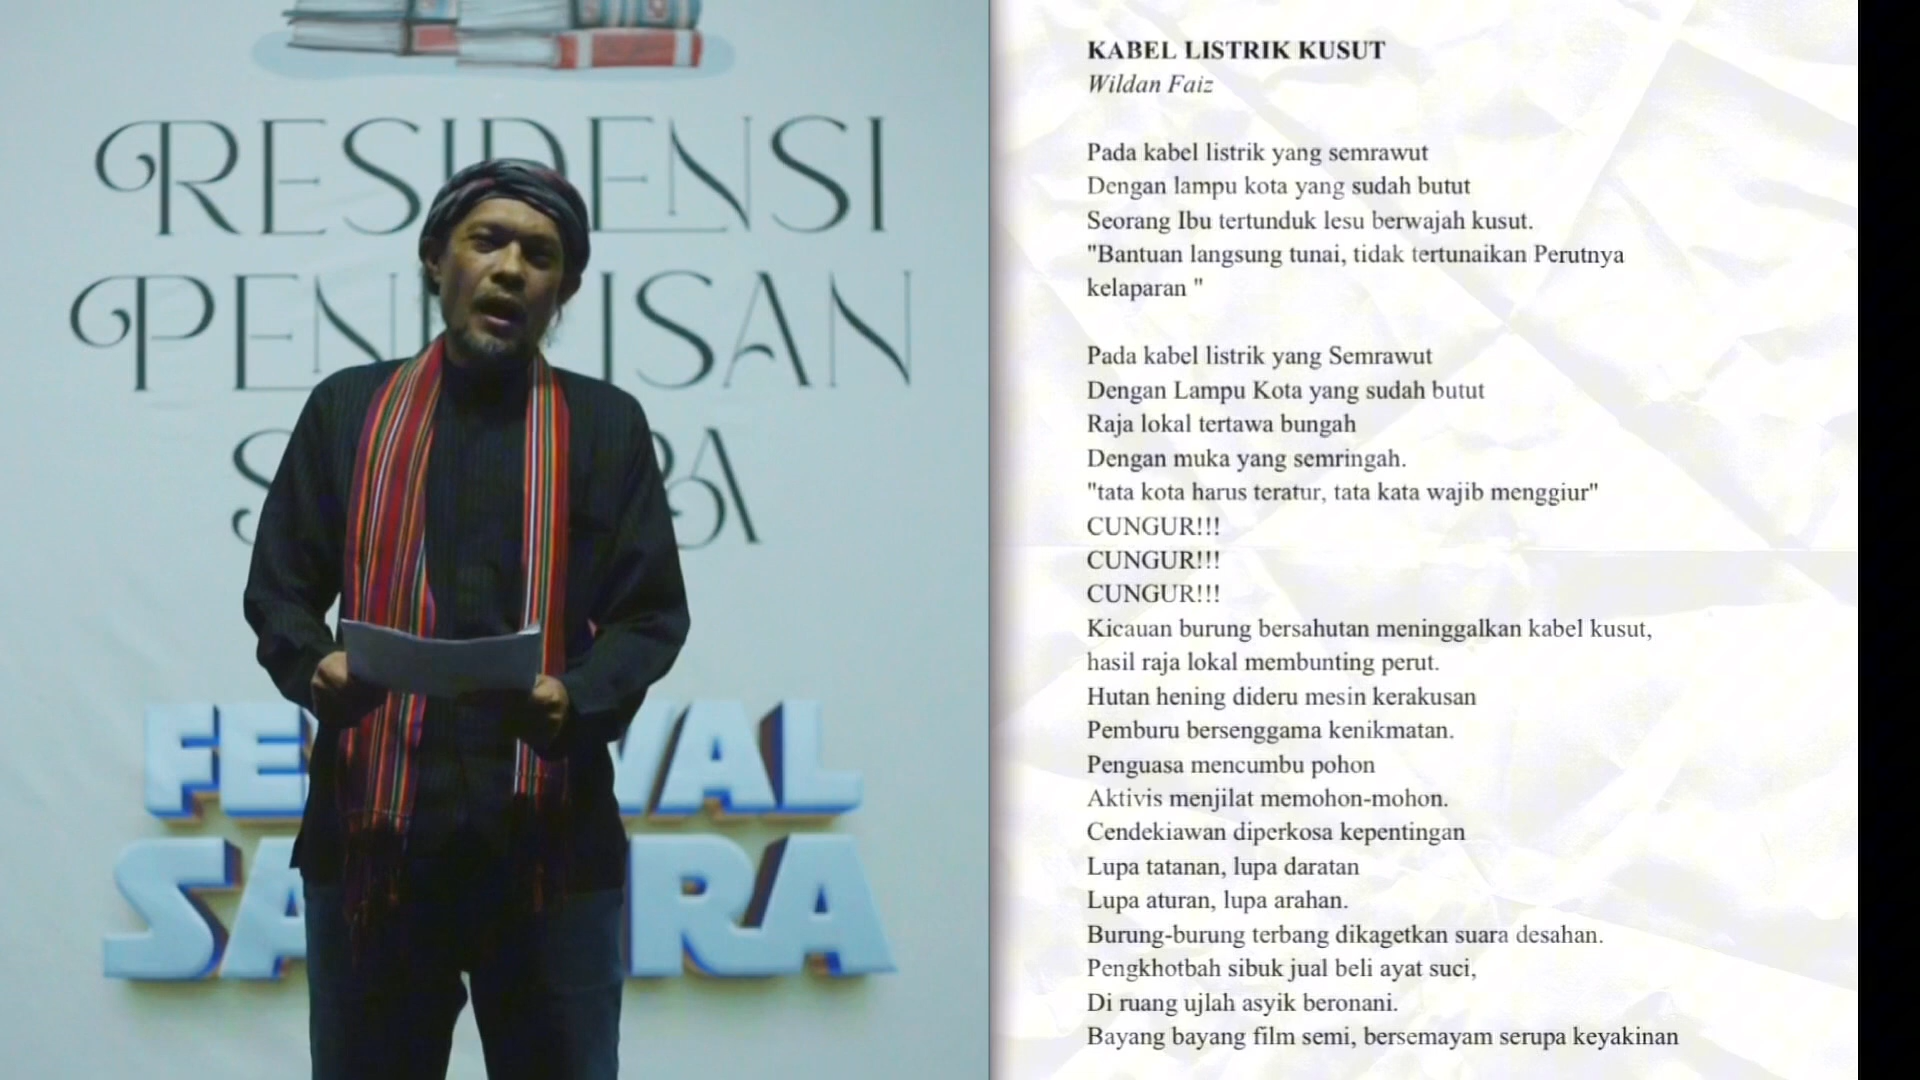 RESIDENSI
FESTIVAL
KABEL LISTRIK KUSUT
Wildan Faiz
Pada kabel listrik yang semrawut
Dengan lampu kota yang sudah butut
Seorang Ibu tertunduk lesu berwajah kusut.
"Bantuan langsung tunai, tidak tertunaikan Perutnya
kelaparan "
Pada kabel listrik yang Semrawut
Dengan Lampu Kota yang sudah butut
Raja lokal tertawa bungah
Dengan muka yang semringah.
"tata kota harus teratur, tata kata wajib menggiur"
CUNGUR!!!
CUNGUR!!!
CUNGUR!!!
Kicauan burung bersahutan meninggalkan kabel kusut,
hasil raja lokal membunting perut.
Hutan hening dideru mesin kerakusan
Pemburu bersenggama kenikmatan.
Penguasa mencumbu pohon
Aktivis menjilat memohon-mohon.
Cendekiawan diperkosa kepentingan
Lupa tatanan, lupa daratan
Lupa aturan, lupa arahan.
Burung-burung terbang dikagetkan suara desahan.
Pengkhotbah sibuk jual beli ayat suci,
Di ruang ujlah asyik beronani.
Bayang bayang film semi, bersemayam serupa keyakinan